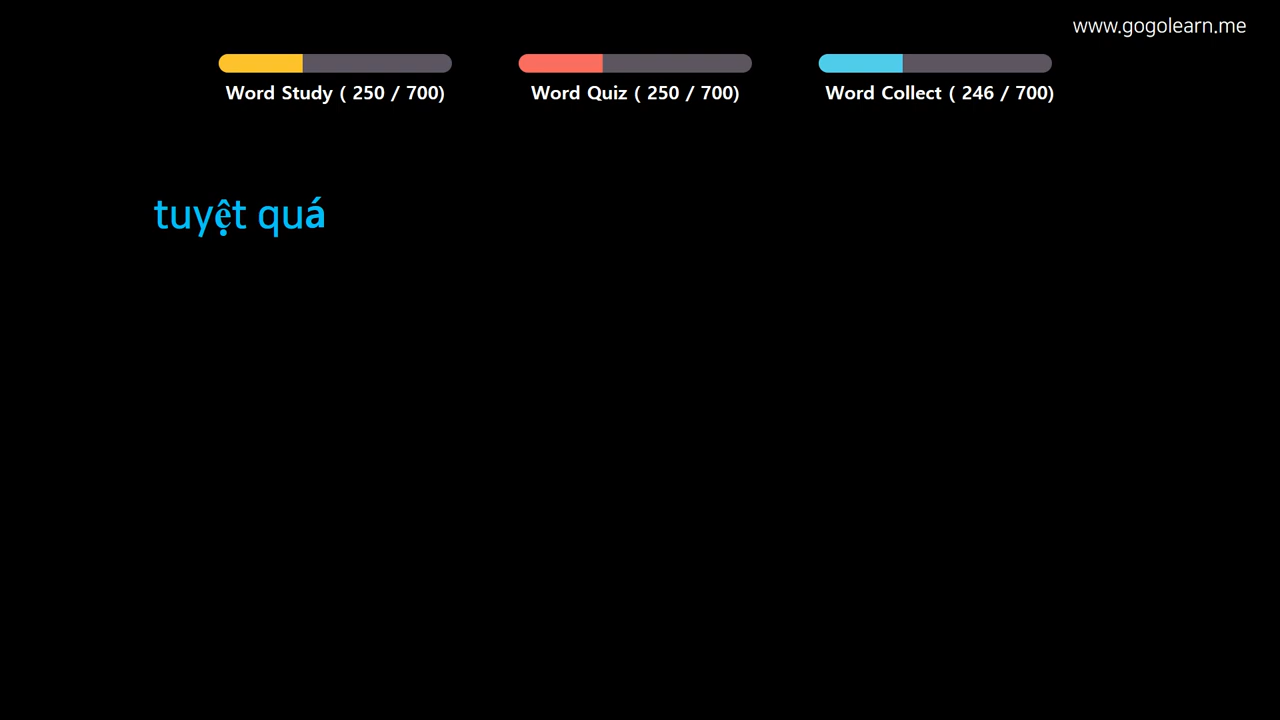 www.gogolearn.me
Word Study ( 250 / 700)
Word Quiz ( 250 / 700)
Word Collect ( 246 / 700)
tuyệt quá